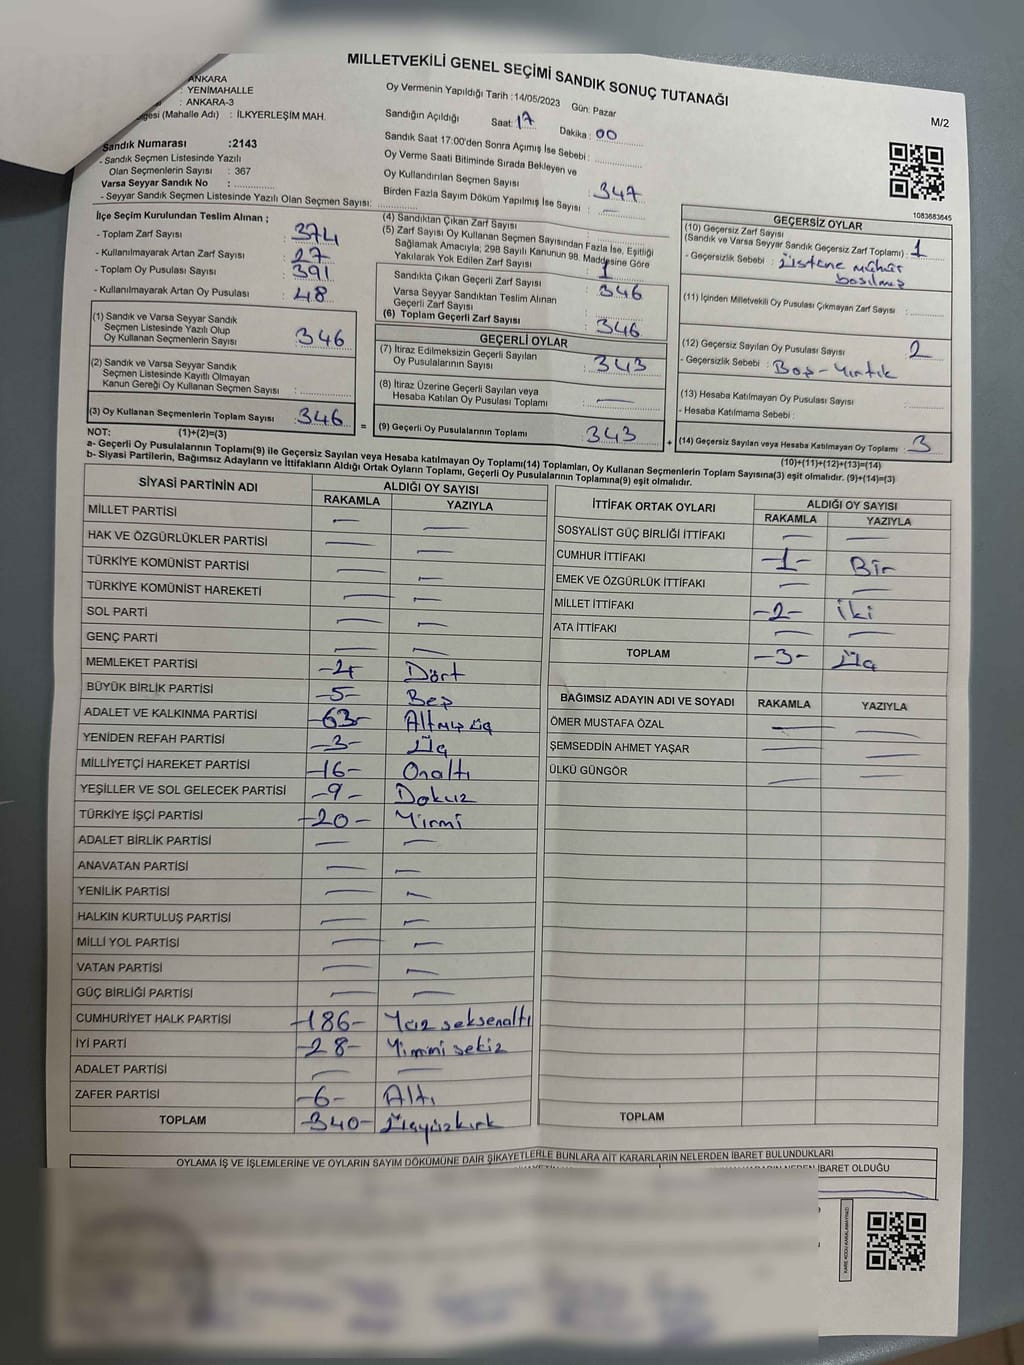 MİLLETVEKİLİ GENEL SEÇİMİ SANDIK SONUÇ TUTANAĞI
ANKARA
: YENİMAHALLE
: ANKARA-3
(Mahalle Adı) : İLKYERLEŞİM MAH.
Sandık Numarası :2143
- Sandık Seçmen Listesinde Yazılı
Olan Seçmenlerin Sayısı : 367
Varsa Seyyar Sandık No :
- Seyyar Sandık Seçmen Listesinde Yazılı Olan Seçmen Sayısı:
Oy Vermenin Yapıldığı Tarih :14/05/2023 Gün: Pazar
Sandığın Açıldığı Saat: 17 Dakika : 00
Sandık Saat 17:00'den Sonra Açımış İse Sebebi :
Oy Verme Saati Bitiminde Sırada Bekleyen ve
Oy Kullandırılan Seçmen Sayısı : 347
Birden Fazla Sayım Döküm Yapılmış İse Sayısı : —
M/2
1083683645
İlçe Seçim Kurulundan Teslim Alınan ;
- Toplam Zarf Sayısı : 374
- Kullanılmayarak Artan Zarf Sayısı : 27
- Toplam Oy Pusulası Sayısı : 391
- Kullanılmayarak Artan Oy Pusulası : 48
(1) Sandık ve Varsa Seyyar Sandık
Seçmen Listesinde Yazılı Olup
Oy Kullanan Seçmenlerin Sayısı : 346
(2) Sandık ve Varsa Seyyar Sandık
Seçmen Listesinde Kayıtlı Olmayan
Kanun Gereği Oy Kullanan Seçmen Sayısı :
(3) Oy Kullanan Seçmenlerin Toplam Sayısı : 346
(4) Sandıktan Çıkan Zarf Sayısı
(5) Zarf Sayısı Oy Kullanan Seçmen Sayısından Fazla İse, Eşitliği
Sağlamak Amacıyla; 298 Sayılı Kanunun 98. Maddesine Göre
Yakılarak Yok Edilen Zarf Sayısı : 1
Sandıkta Çıkan Geçerli Zarf Sayısı : 346
Varsa Seyyar Sandıktan Teslim Alınan
Geçerli Zarf Sayısı :
(6) Toplam Geçerli Zarf Sayısı : 346
GEÇERLİ OYLAR
(7) İtiraz Edilmeksizin Geçerli Sayılan
Oy Pusulalarının Sayısı : 343
(8) İtiraz Üzerine Geçerli Sayılan veya
Hesaba Katılan Oy Pusulası Toplamı : —
= (9) Geçerli Oy Pusulalarının Toplamı : 343
GEÇERSİZ OYLAR
(10) Geçersiz Zarf Sayısı
(Sandık ve Varsa Seyyar Sandık Geçersiz Zarf Toplamı) : 1
- Geçersizlik Sebebi : Üstüne mühür
basılmış
(11) İçinden Milletvekili Oy Pusulası Çıkmayan Zarf Sayısı :
(12) Geçersiz Sayılan Oy Pusulası Sayısı : 2
- Geçersizlik Sebebi : Boş-Yırtık
(13) Hesaba Katılmayan Oy Pusulası Sayısı :
- Hesaba Katılmama Sebebi :
+ (14) Geçersiz Sayılan veya Hesaba Katılmayan Oy Toplamı : 3
NOT: (1)+(2)=(3)
(10)+(11)+(12)+(13)=(14)
a- Geçerli Oy Pusulalarının Toplamı(9) ile Geçersiz Sayılan veya Hesaba katılmayan Oy Toplamı(14) Toplamları, Oy Kullanan Seçmenlerin Toplam Sayısına(3) eşit olmalıdır. (9)+(14)=(3)
b- Siyasi Partilerin, Bağımsız Adayların ve İttifakların Aldığı Ortak Oyların Toplamı, Geçerli Oy Pusulalarının Toplamına(9) eşit olmalıdır.
SİYASİ PARTİNİN ADI ALDIĞI OY SAYISI
RAKAMLA YAZIYLA
MİLLET PARTİSİ — —
HAK VE ÖZGÜRLÜKLER PARTİSİ — —
TÜRKİYE KOMÜNİST PARTİSİ — —
TÜRKİYE KOMÜNİST HAREKETİ — —
SOL PARTİ — —
GENÇ PARTİ — —
MEMLEKET PARTİSİ -4- Dört
BÜYÜK BİRLİK PARTİSİ -5- Beş
ADALET VE KALKINMA PARTİSİ -63- Altmış üç
YENİDEN REFAH PARTİSİ -3- Üç
MİLLİYETÇİ HAREKET PARTİSİ -16- Onaltı
YEŞİLLER VE SOL GELECEK PARTİSİ -9- Dokuz
TÜRKİYE İŞÇİ PARTİSİ -20- Yirmi
ADALET BİRLİK PARTİSİ — —
ANAVATAN PARTİSİ — —
YENİLİK PARTİSİ — —
HALKIN KURTULUŞ PARTİSİ — —
MİLLİ YOL PARTİSİ — —
VATAN PARTİSİ — —
GÜÇ BİRLİĞİ PARTİSİ — —
CUMHURİYET HALK PARTİSİ -186- Yüz seksenaltı
İYİ PARTİ -28- Yirmi sekiz
ADALET PARTİSİ — —
ZAFER PARTİSİ -6- Altı
TOPLAM -340- Üçyüzkırk
İTTİFAK ORTAK OYLARI ALDIĞI OY SAYISI
RAKAMLA YAZIYLA
SOSYALİST GÜÇ BİRLİĞİ İTTİFAKI — —
CUMHUR İTTİFAKI -1- Bir
EMEK VE ÖZGÜRLÜK İTTİFAKI — —
MİLLET İTTİFAKI -2- İki
ATA İTTİFAKI — —
TOPLAM -3- Üç
BAĞIMSIZ ADAYIN ADI VE SOYADI RAKAMLA YAZIYLA
ÖMER MUSTAFA ÖZAL — —
ŞEMSEDDİN AHMET YAŞAR — —
ÜLKÜ GÜNGÖR — —
TOPLAM
OYLAMA İŞ VE İŞLEMLERİNE VE OYLARIN SAYIM DÖKÜMÜNE DAİR ŞİKAYETLERLE BUNLARA AİT KARARLARIN NELERDEN İBARET BULUNDUKLARI
İBARET OLDUĞU